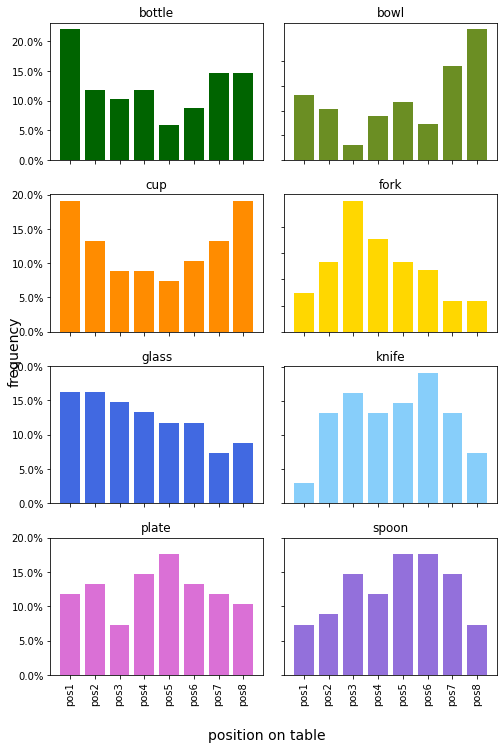 bottle
bowl
20.0%
15.0%
10.0%
5.0%
0.0%
cup
fork
20.0%
15.0%
10.0%
5.0%
0.0%
glass
knife
20.0%
15.0%
10.0%
5.0%
0.0%
plate
spoon
20.0%
15.0%
10.0%
5.0%
0.0%
pos1
pos2
pos3
pos4
pos5
pos6
pos7
pos8
pos1
pos2
pos3
pos4
pos5
pos6
pos7
pos8
frequency
position on table